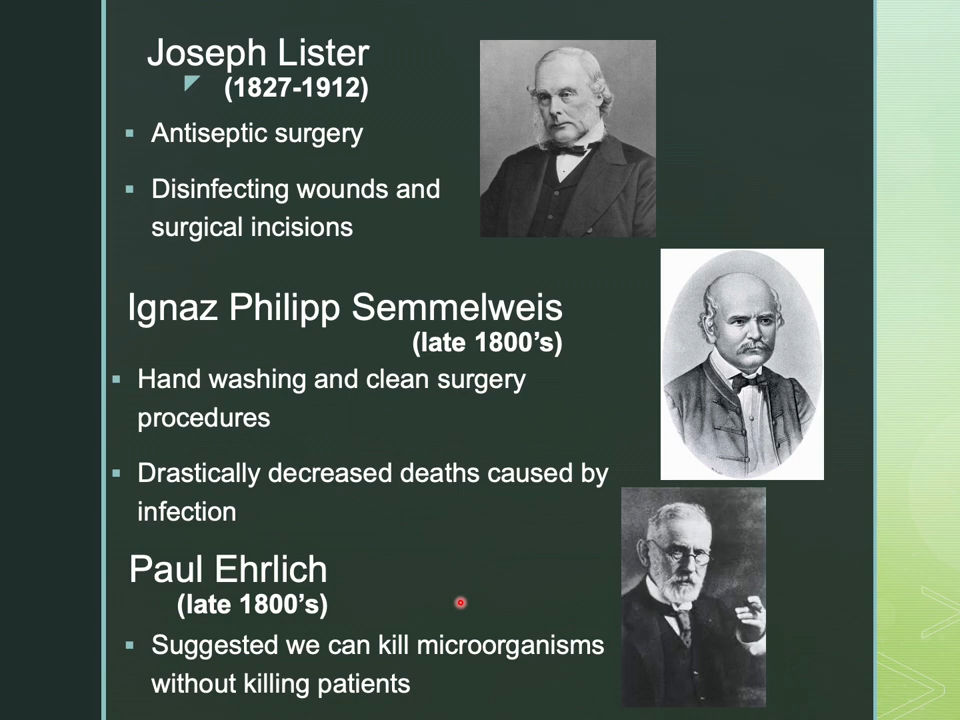 Joseph Lister
(1827-1912)
Antiseptic surgery
Disinfecting wounds and
surgical incisions
Ignaz Philipp Semmelweis
(late 1800’s)
Hand washing and clean surgery
procedures
Drastically decreased deaths caused by
infection
Paul Ehrlich
(late 1800’s)
Suggested we can kill microorganisms
without killing patients